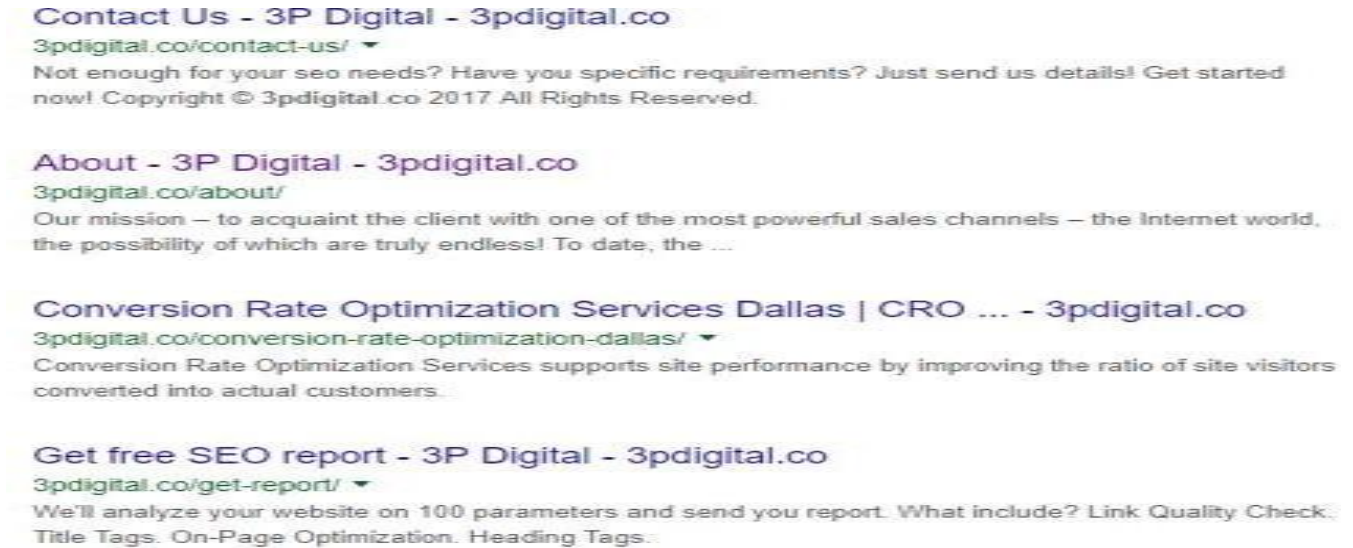 Contact Us - 3P Digital - 3pdigital.co
3pdigital.co/contact-us/
Not enough for your seo needs? Have you specific requirements? Just send us details! Get started
now! Copyright © 3pdigital.co 2017 All Rights Reserved.
About - 3P Digital - 3pdigital.co
3pdigital.co/about/
Our mission – to acquaint the client with one of the most powerful sales channels – the Internet world,
the possibility of which are truly endless! To date, the ...
Conversion Rate Optimization Services Dallas | CRO ... - 3pdigital.co
3pdigital.co/conversion-rate-optimization-dallas/
Conversion Rate Optimization Services supports site performance by improving the ratio of site visitors
converted into actual customers.
Get free SEO report - 3P Digital - 3pdigital.co
3pdigital.co/get-report/
We'll analyze your website on 100 parameters and send you report. What include? Link Quality Check.
Title Tags. On-Page Optimization. Heading Tags.